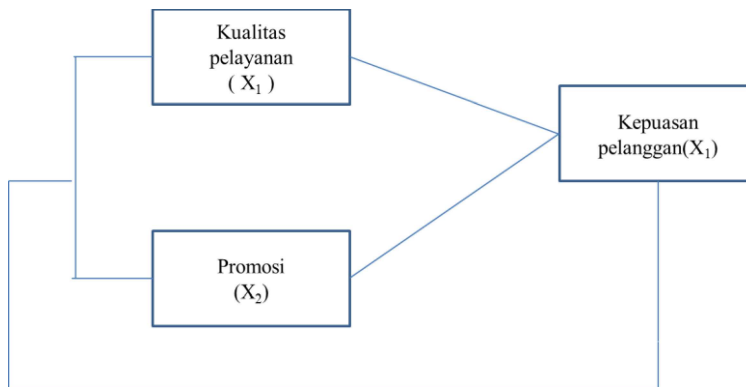 Kualitas
pelayanan
( X₁ )
Kepuasan
pelanggan(X₁)
Promosi
(X₂)